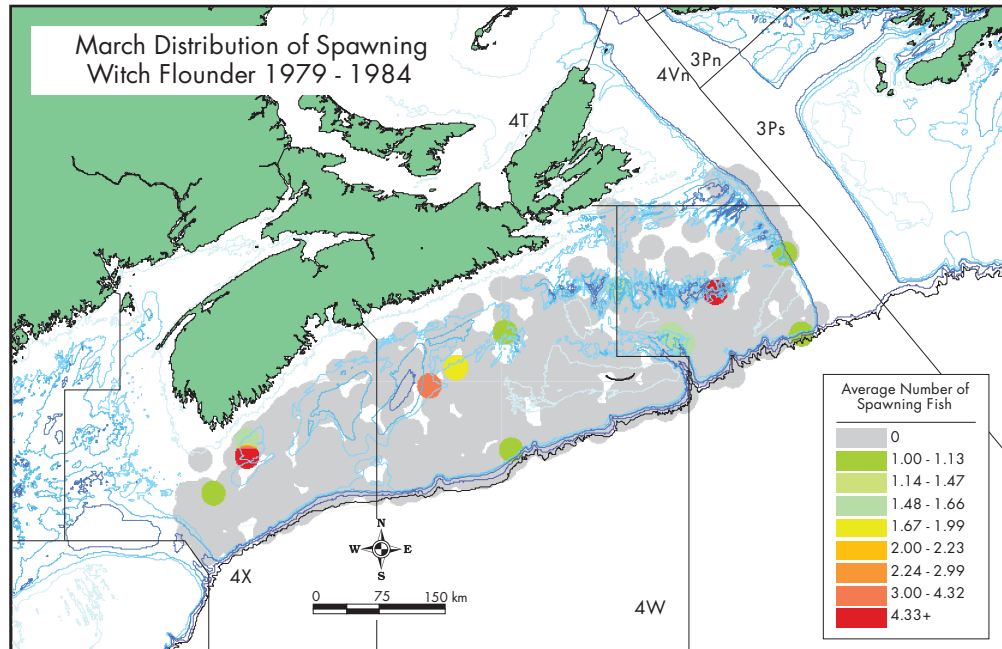 March Distribution of Spawning
Witch Flounder 1979 - 1984
3Pn
4Vn
4T
3Ps
Average Number of
Spawning Fish
0
1.00 - 1.13
1.14 - 1.47
1.48 - 1.66
1.67 - 1.99
2.00 - 2.23
2.24 - 2.99
3.00 - 4.32
4.33+
N
W E
S
4X
0 75 150 km
4W